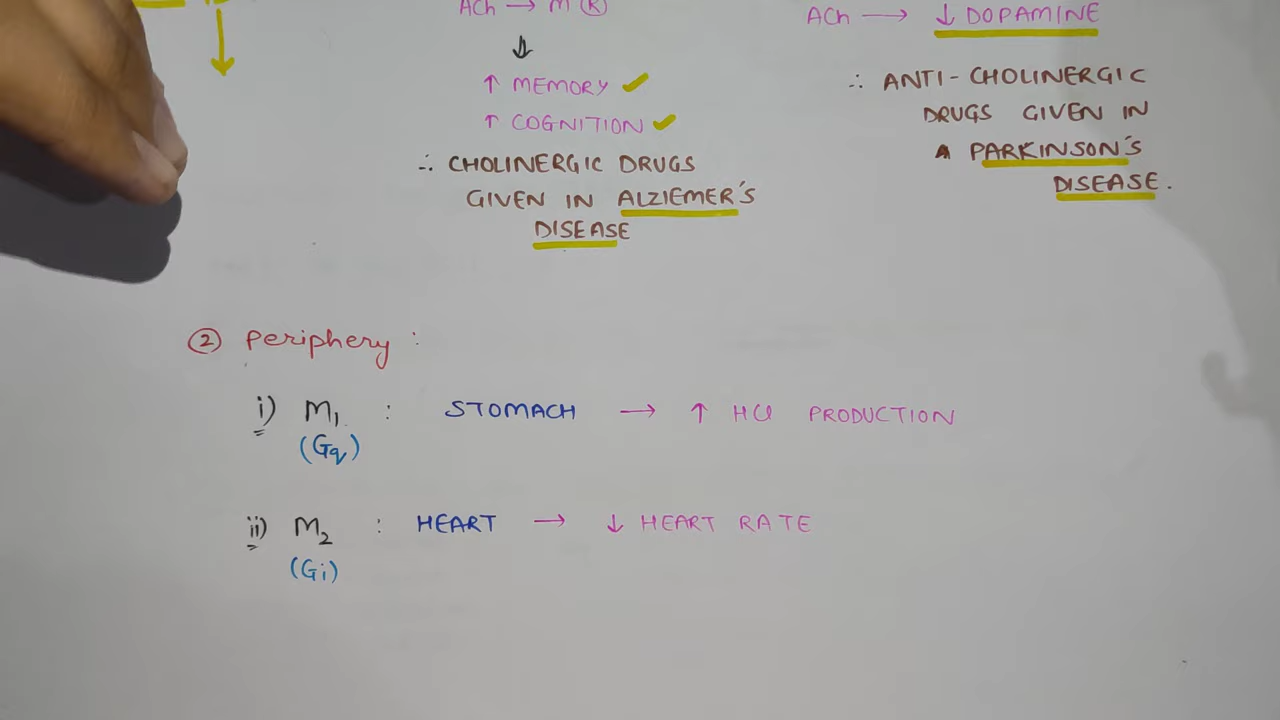 ACh → M Ⓡ
↓
↑ MEMORY ✓
↑ COGNITION ✓
∴ CHOLINERGIC DRUGS
GIVEN IN ALZIEMER'S
DISEASE
ACh → ↓ DOPAMINE
∴ ANTI-CHOLINERGIC
DRUGS GIVEN IN
PARKINSON'S
DISEASE.
② Periphery :
i) M₁ : STOMACH → ↑ HCl PRODUCTION
(Gq)
ii) M₂ : HEART → ↓ HEART RATE
(Gi)